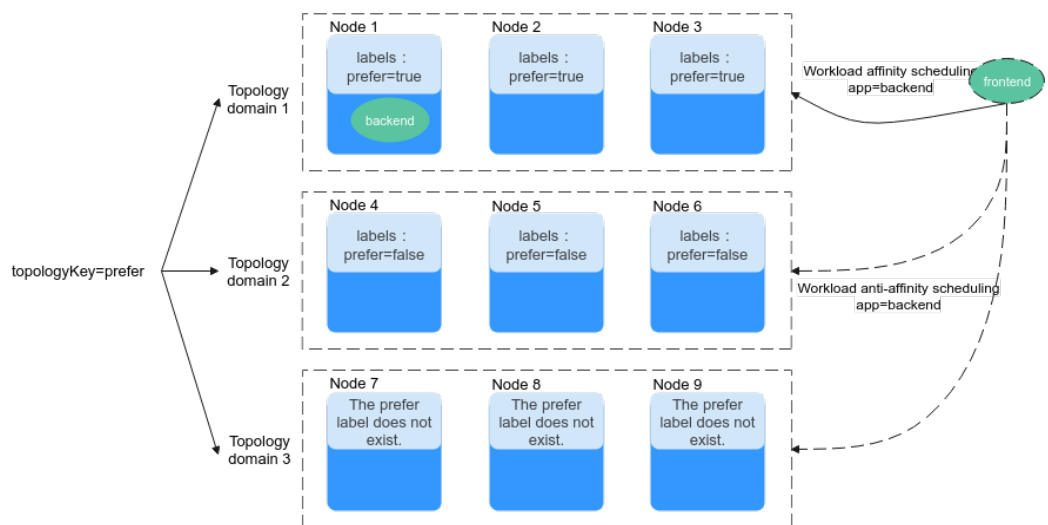 Node 1
Node 2
Node 3
labels：
prefer=true
labels：
prefer=true
labels：
prefer=true
backend
Topology
domain 1
Workload affinity scheduling
app=backend
frontend
Node 4
Node 5
Node 6
labels：
prefer=false
labels：
prefer=false
labels：
prefer=false
topologyKey=prefer
Topology
domain 2
Workload anti-affinity scheduling
app=backend
Node 7
Node 8
Node 9
The prefer
label does not
exist.
The prefer
label does not
exist.
The prefer
label does not
exist.
Topology
domain 3